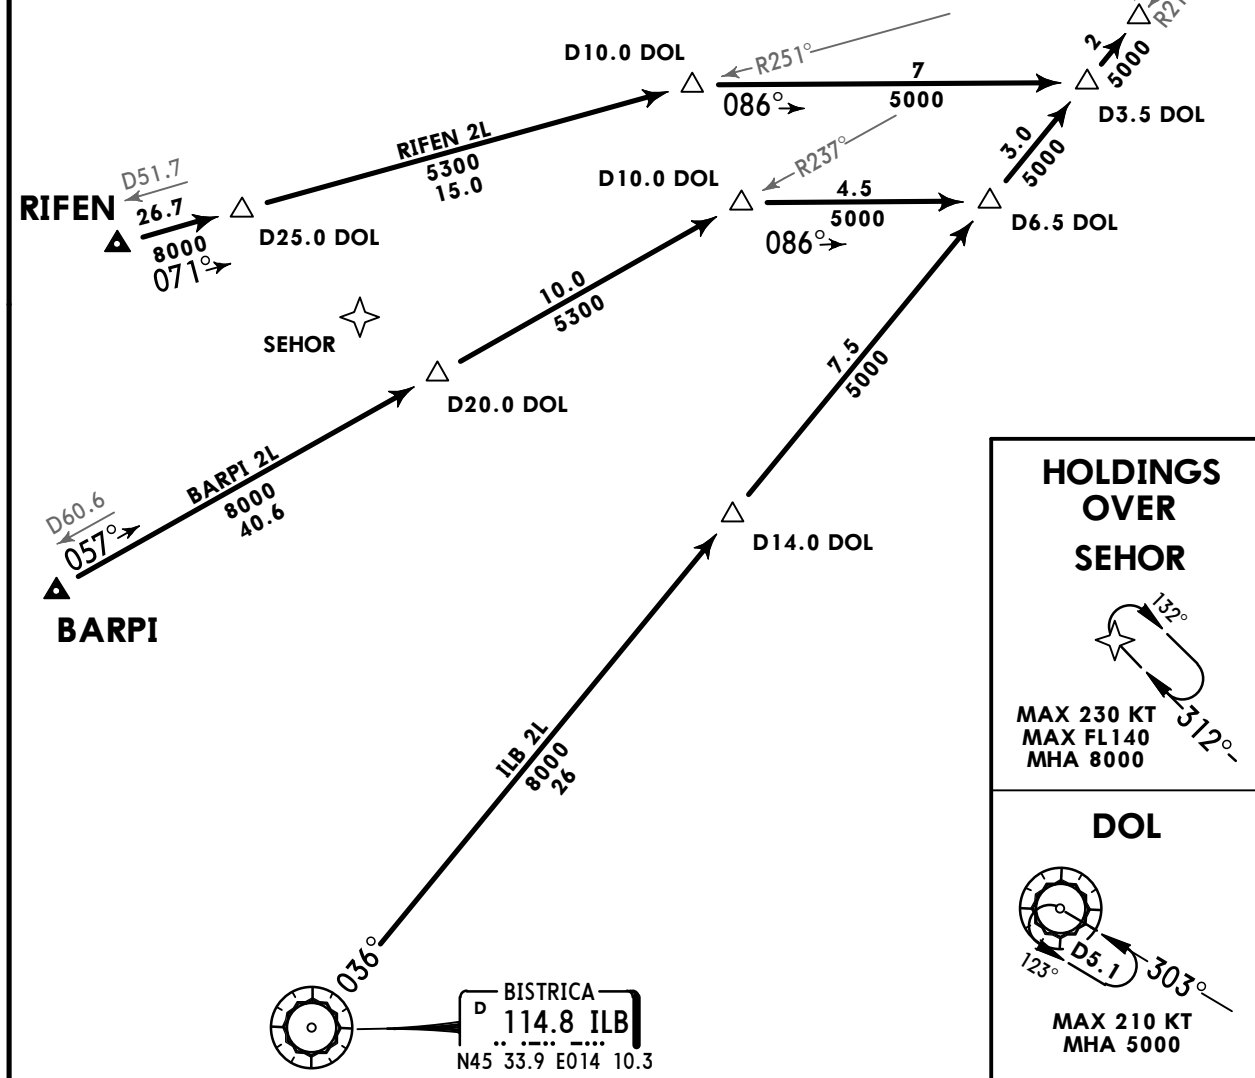 R21
2
5000
D10.0 DOL
R251°
7
5000
086°
D3.5 DOL
RIFEN 2L
5300
15.0
3.0
5000
R237°
D51.7
RIFEN
26.7
8000
071°
D25.0 DOL
D10.0 DOL
4.5
5000
086°
D6.5 DOL
SEHOR
10.0
5300
7.5
5000
D20.0 DOL
BARPI 2L
8000
40.6
D60.6
057°
BARPI
D14.0 DOL
ILB 2L
8000
26
036°
BISTRICA
D
114.8 ILB
N45 33.9 E014 10.3
HOLDINGS
OVER
SEHOR
132°
312°
MAX 230 KT
MAX FL140
MHA 8000
DOL
D5.1
123°
303°
MAX 210 KT
MHA 5000